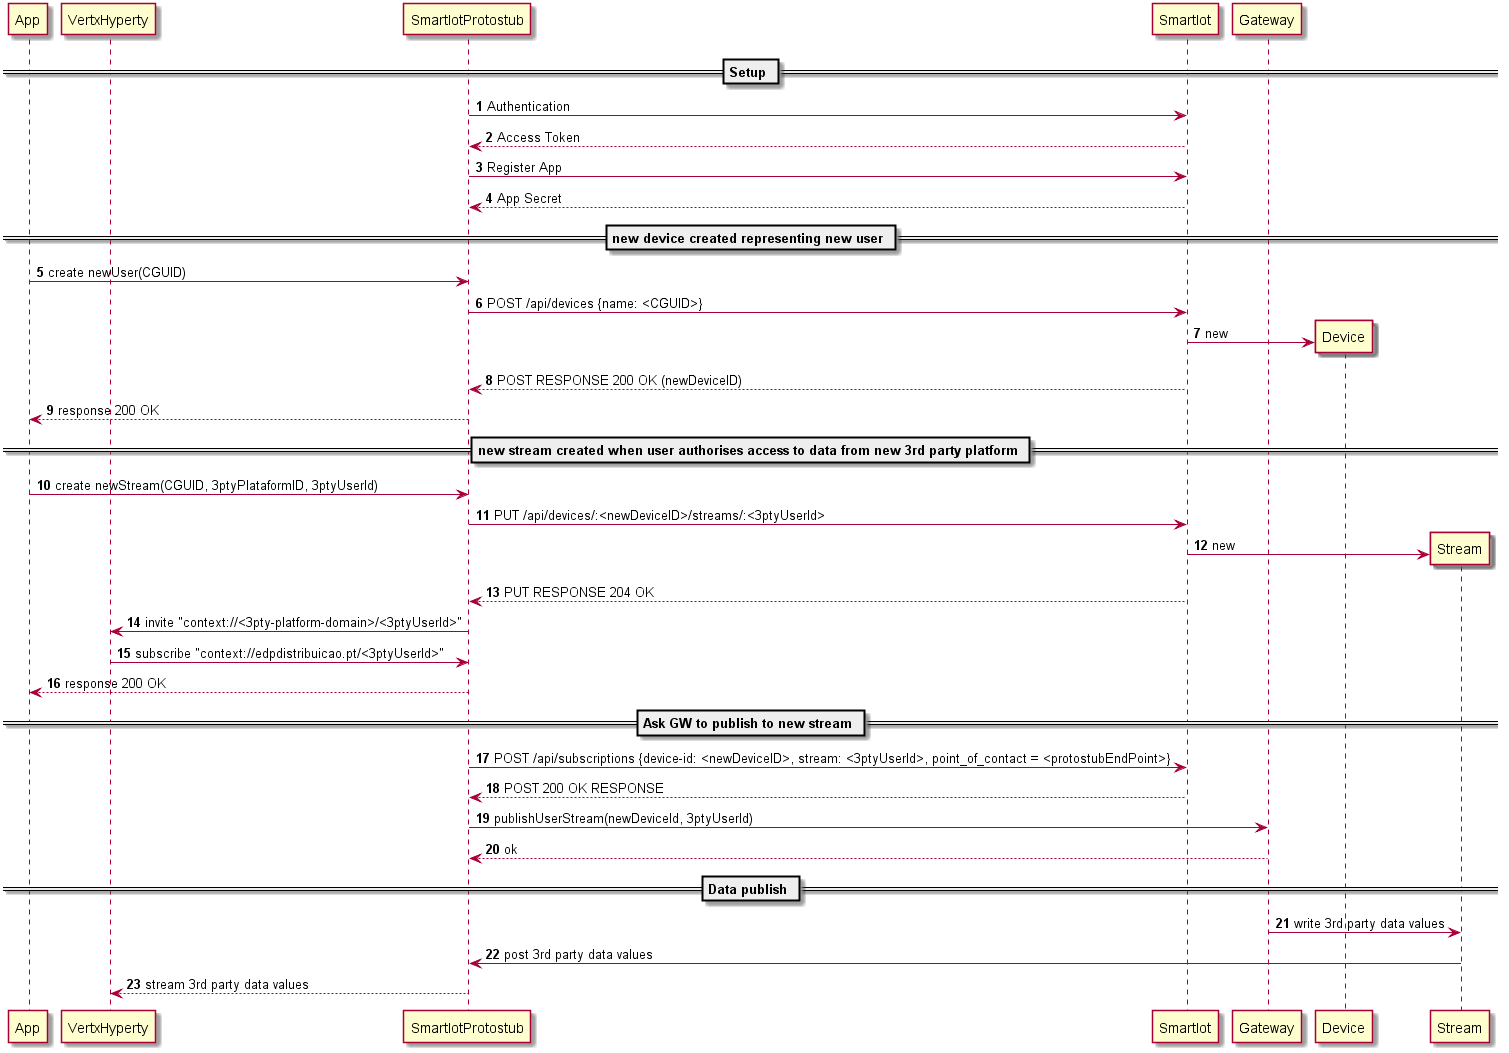 App VertxHyperty SmartIotProtostub SmartIot Gateway
Setup
1 Authentication
2 Access Token
3 Register App
4 App Secret
new device created representing new user
5 create newUser(CGUID)
6 POST /api/devices {name: <CGUID>}
7 new
Device
8 POST RESPONSE 200 OK (newDeviceID)
9 response 200 OK
new stream created when user authorises access to data from new 3rd party platform
10 create newStream(CGUID, 3ptyPlataformID, 3ptyUserId)
11 PUT /api/devices/:<newDeviceID>/streams/:<3ptyUserId>
12 new
Stream
13 PUT RESPONSE 204 OK
14 invite "context://<3pty-platform-domain>/<3ptyUserId>"
15 subscribe "context://edpdistribuicao.pt/<3ptyUserId>"
16 response 200 OK
Ask GW to publish to new stream
17 POST /api/subscriptions {device-id: <newDeviceID>, stream: <3ptyUserId>, point_of_contact = <protostubEndPoint>}
18 POST 200 OK RESPONSE
19 publishUserStream(newDeviceId, 3ptyUserId)
20 ok
Data publish
21 write 3rd party data values
22 post 3rd party data values
23 stream 3rd party data values
App VertxHyperty SmartIotProtostub SmartIot Gateway Device Stream